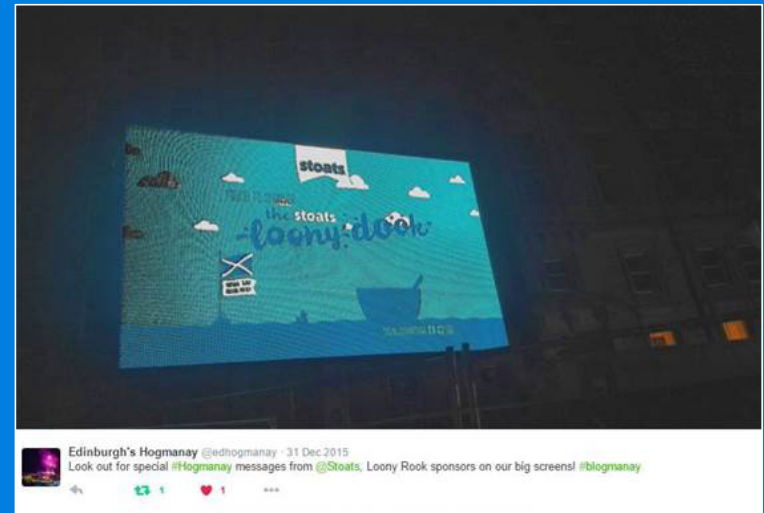 stoats
the stoats
loony dook
Edinburgh's Hogmanay @edhogmanay · 31 Dec 2015
Look out for special #Hogmanay messages from @Stoats, Loony Rook sponsors on our big screens! #blogmanay
1 1